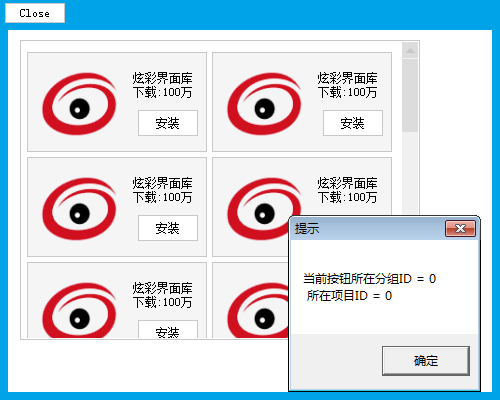 Close
炫彩界面库
下载:100万
安装
炫彩界面库
下载:100万
安装
炫彩界面库
下载:100万
安装
炫彩界面库
下载:100万
炫彩界面库
下载:100万
安装
提示
当前按钮所在分组ID = 0
所在项目ID = 0
确定